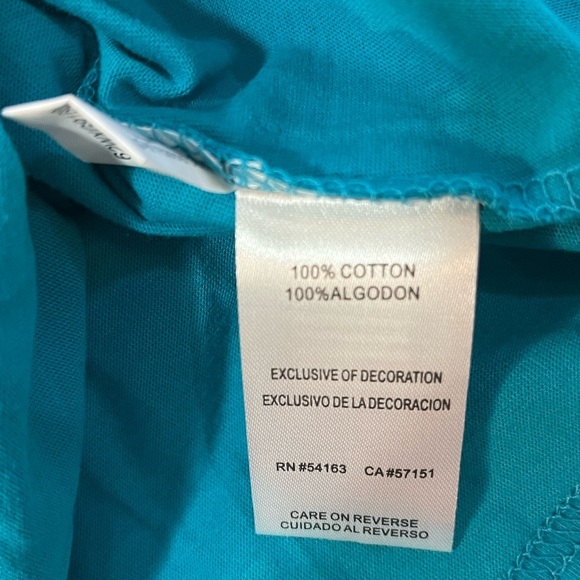 100% COTTON
100%ALGODON
EXCLUSIVE OF DECORATION
EXCLUSIVO DE LA DECORACION
RN #54163 CA #57151
CARE ON REVERSE
CUIDADO AL REVERSO